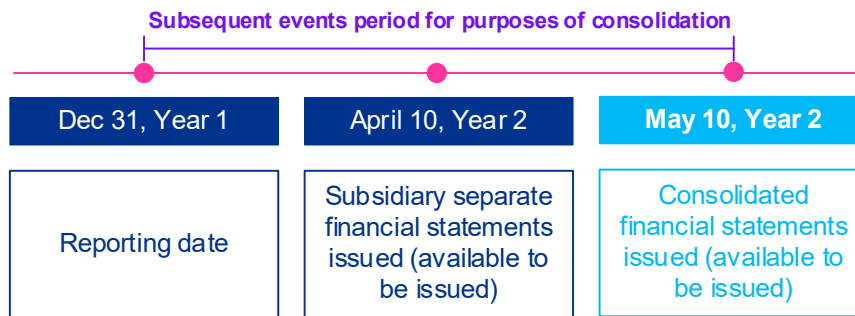 Subsequent events period for purposes of consolidation
Dec 31, Year 1
April 10, Year 2
May 10, Year 2
Reporting date
Subsidiary separate
financial statements
issued (available to
be issued)
Consolidated
financial statements
issued (available to
be issued)